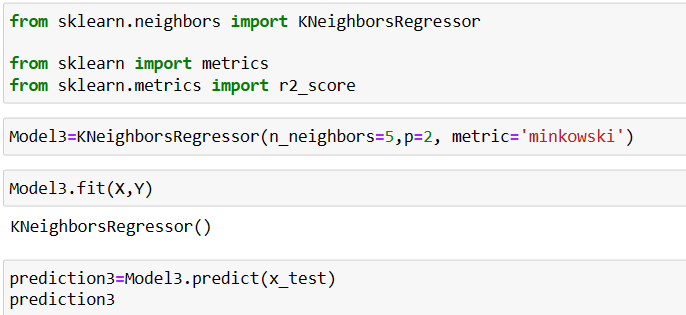 from sklearn.neighbors import KNeighborsRegressor
from sklearn import metrics
from sklearn.metrics import r2_score
Model3=KNeighborsRegressor(n_neighbors=5,p=2, metric='minkowski')
Model3.fit(X,Y)
KNeighborsRegressor()
prediction3=Model3.predict(x_test)
prediction3